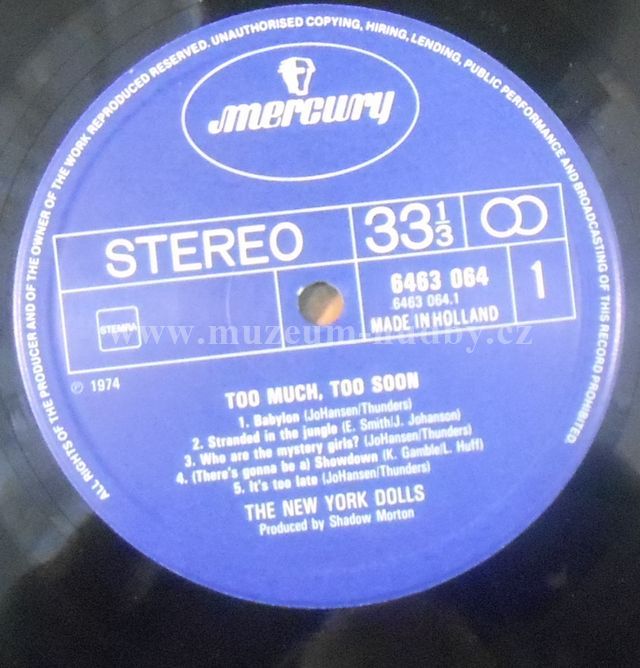 ALL RIGHTS OF THE PRODUCER AND OF THE OWNER OF THE WORK REPRODUCED RESERVED. UNAUTHORISED COPYING, HIRING, LENDING, PUBLIC PERFORMANCE AND BROADCASTING OF THIS RECORD PROHIBITED
mercury
STEREO
33 1/3
6463 064
6463 064.1
MADE IN HOLLAND
1
STEMRA
www.muzeum-hudby.cz
℗ 1974
TOO MUCH, TOO SOON
1. Babylon (JoHansen/Thunders)
2. Stranded in the jungle (E. Smith/J. Johanson)
3. Who are the mystery girls? (JoHansen/Thunders)
4. (There's gonna be a) Showdown (K. Gamble/L. Huff)
5. It's too late (JoHansen/Thunders)
THE NEW YORK DOLLS
Produced by Shadow Morton